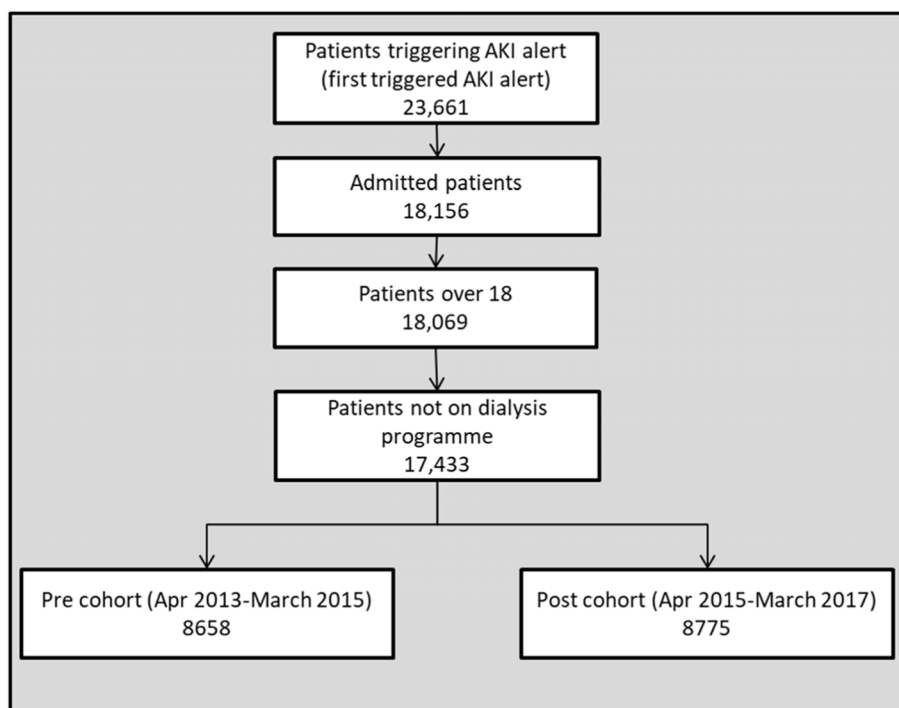 Patients triggering AKI alert
(first triggered AKI alert)
23,661
Admitted patients
18,156
Patients over 18
18,069
Patients not on dialysis
programme
17,433
Pre cohort (Apr 2013-March 2015)
8658
Post cohort (Apr 2015-March 2017)
8775